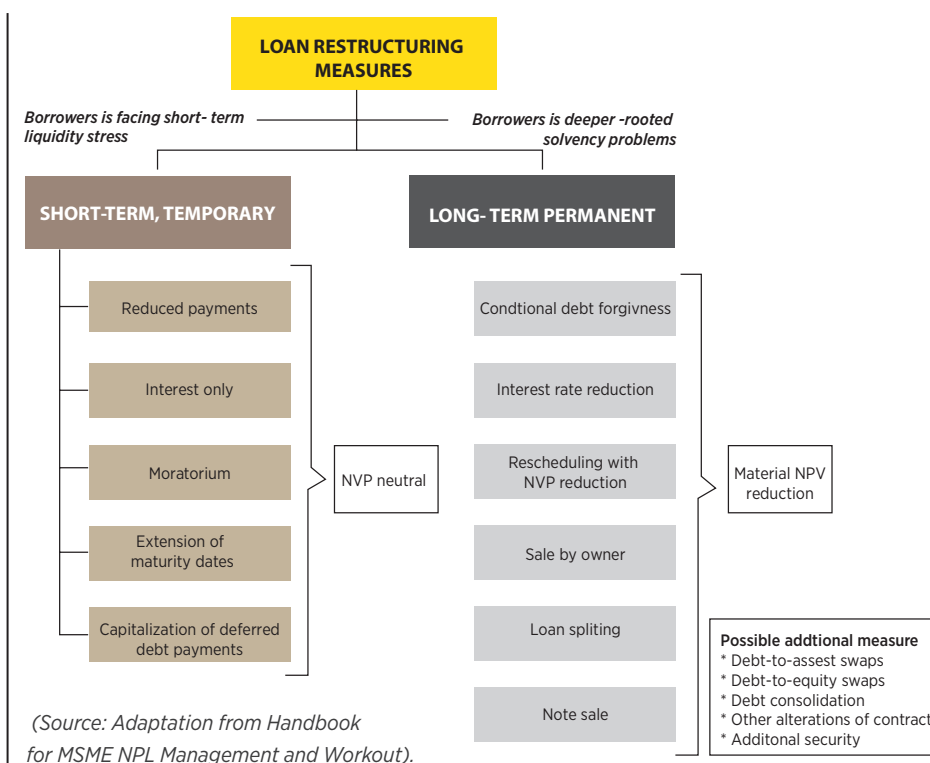 LOAN RESTRUCTURING
MEASURES
Borrowers is facing short- term
liquidity stress
Borrowers is deeper -rooted
solvency problems
SHORT-TERM, TEMPORARY
LONG- TERM PERMANENT
Reduced payments
Interest only
Moratorium
Extension of
maturity dates
Capitalization of deferred
debt payments
NVP neutral
Condtional debt forgivness
Interest rate reduction
Rescheduling with
NVP reduction
Sale by owner
Loan spliting
Note sale
Material NPV
reduction
Possible addtional measure
* Debt-to-assest swaps
* Debt-to-equity swaps
* Debt consolidation
* Other alterations of contract
* Additonal security
(Source: Adaptation from Handbook
for MSME NPL Management and Workout).